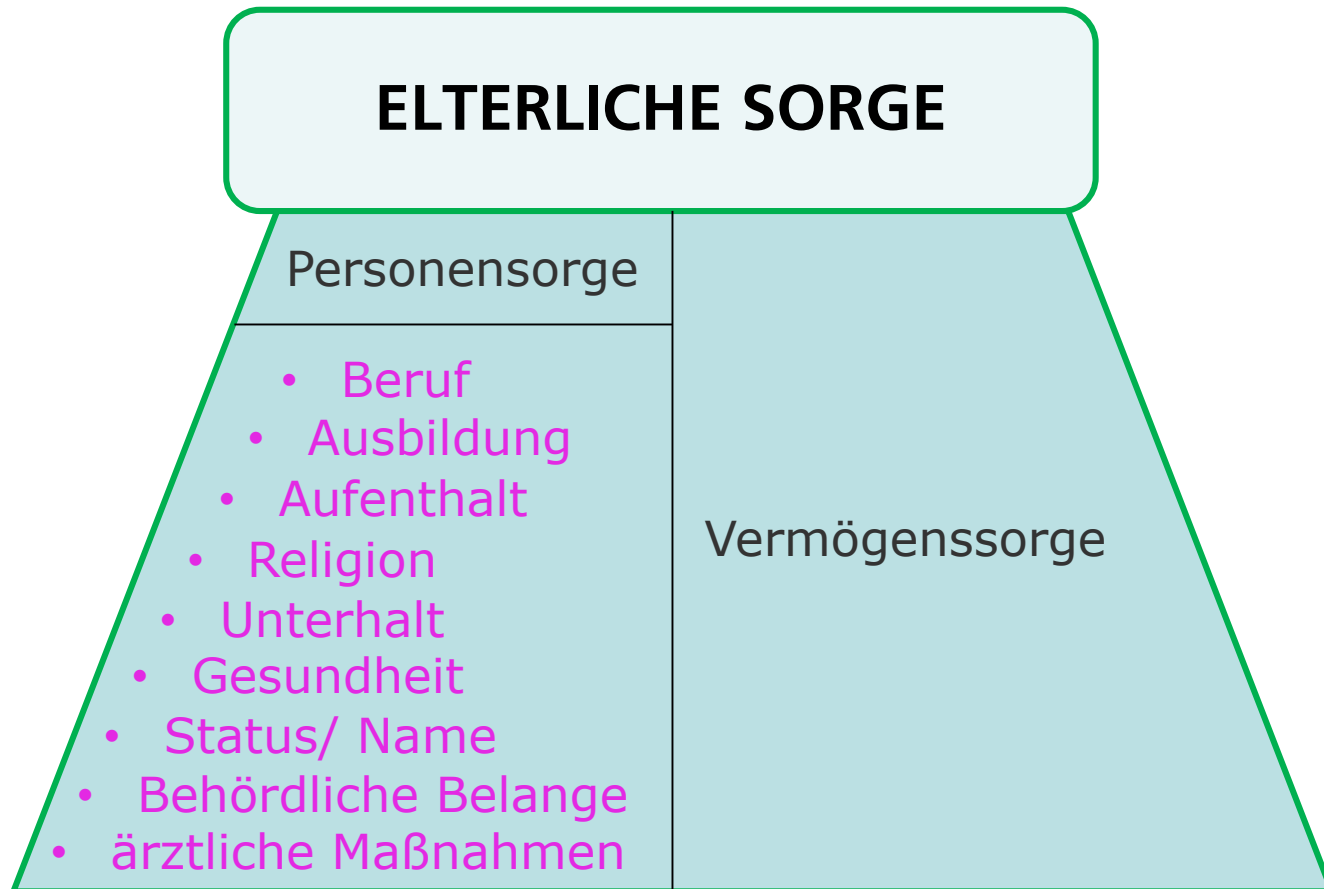 ELTERLICHE SORGE
Personensorge
• Beruf
• Ausbildung
• Aufenthalt
• Religion
• Unterhalt
• Gesundheit
• Status/ Name
• Behördliche Belange
• ärztliche Maßnahmen
Vermögenssorge